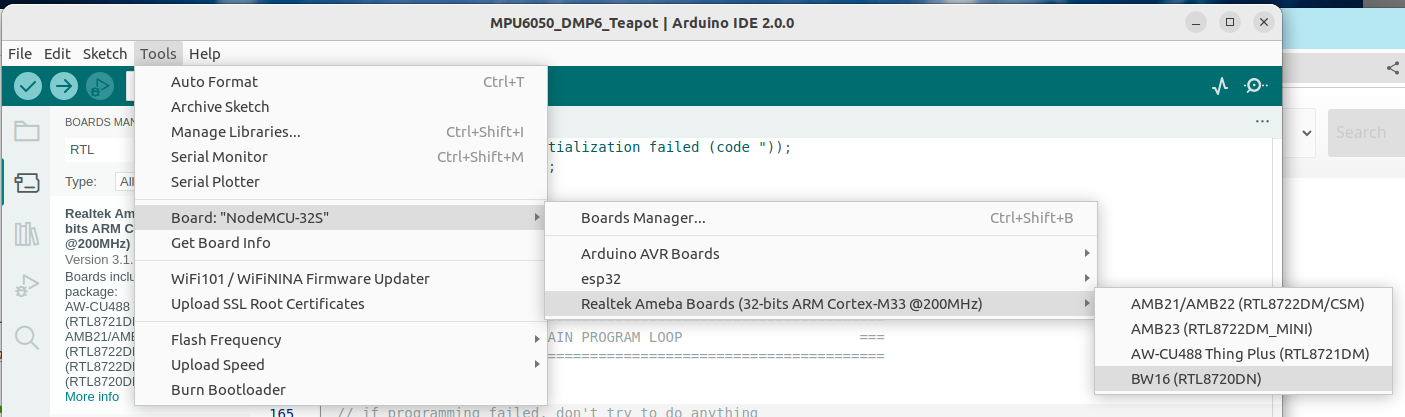 MPU6050_DMP6_Teapot | Arduino IDE 2.0.0
File Edit Sketch Tools Help
Auto Format Ctrl+T
Archive Sketch
Manage Libraries... Ctrl+Shift+I
Serial Monitor Ctrl+Shift+M
Serial Plotter
Board: "NodeMCU-32S"
Get Board Info
WiFi101 / WiFiNINA Firmware Updater
Upload SSL Root Certificates
Flash Frequency
Upload Speed
Burn Bootloader
Boards Manager... Ctrl+Shift+B
Arduino AVR Boards
esp32
Realtek Ameba Boards (32-bits ARM Cortex-M33 @200MHz)
AMB21/AMB22 (RTL8722DM/CSM)
AMB23 (RTL8722DM_MINI)
AW-CU488 Thing Plus (RTL8721DM)
BW16 (RTL8720DN)
BOARDS MAN
RTL
Type: All
Realtek Am
bits ARM C
@200MHz)
Version 3.1.
Boards inclu
package:
AW-CU488
(RTL8721DM
AMB21/AMB
(RTL8722DM
(RTL8722DM
(RTL8720DN
More info
tialization failed (code "));
;
AIN PROGRAM LOOP ===
========================================
165 // if programming failed, don't try to do anything
Search